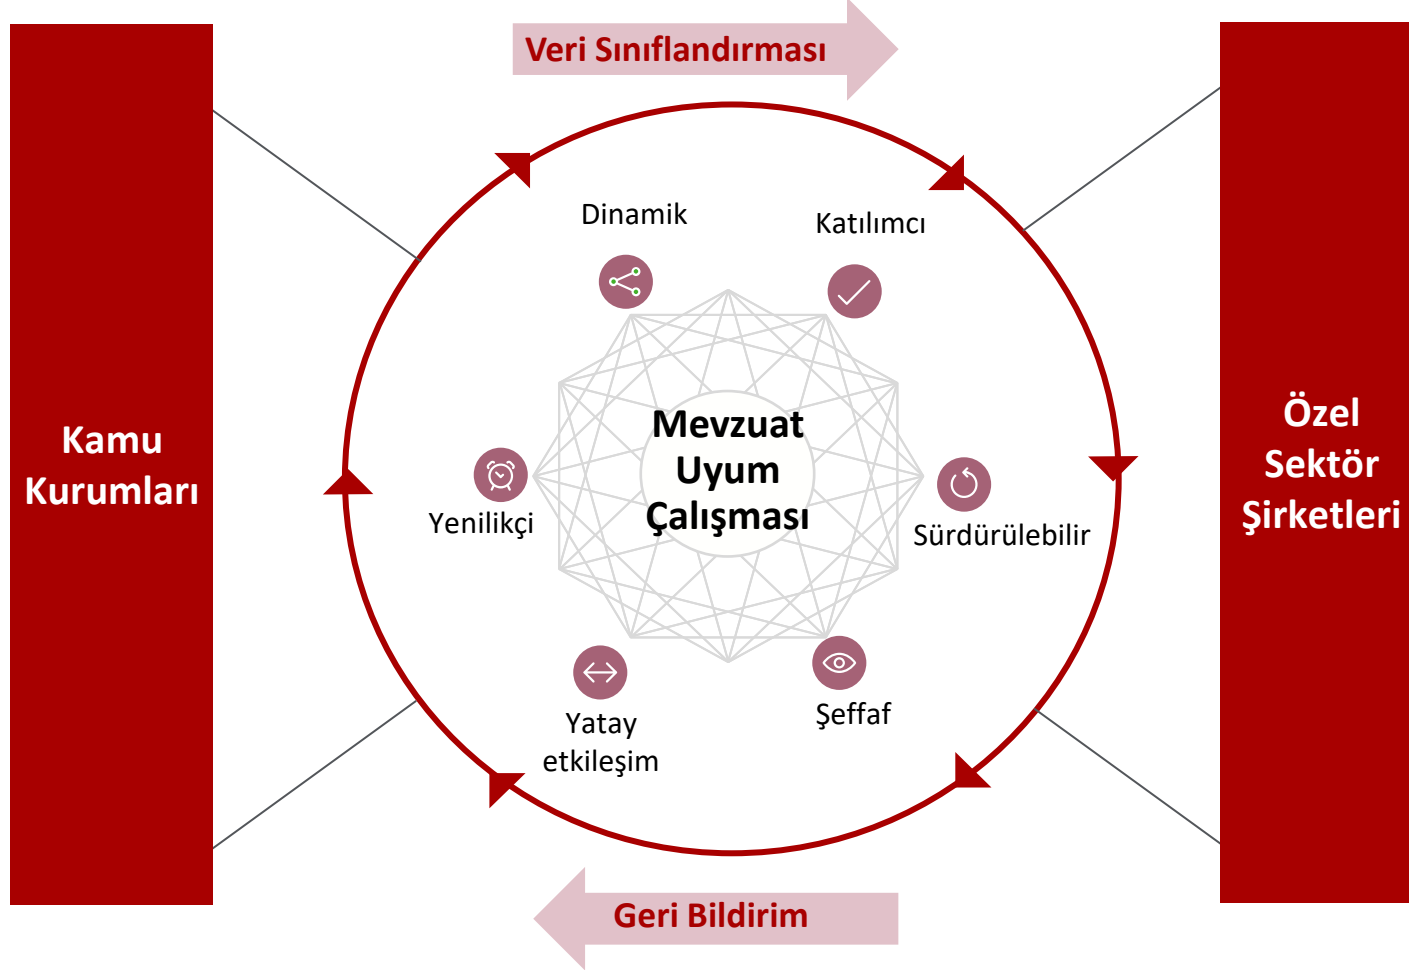 Veri Sınıflandırması
Kamu
Kurumları
Dinamik
Katılımcı
Mevzuat
Uyum
Çalışması
Yenilikçi
Sürdürülebilir
Yatay
etkileşim
Şeffaf
Özel
Sektör
Şirketleri
Geri Bildirim